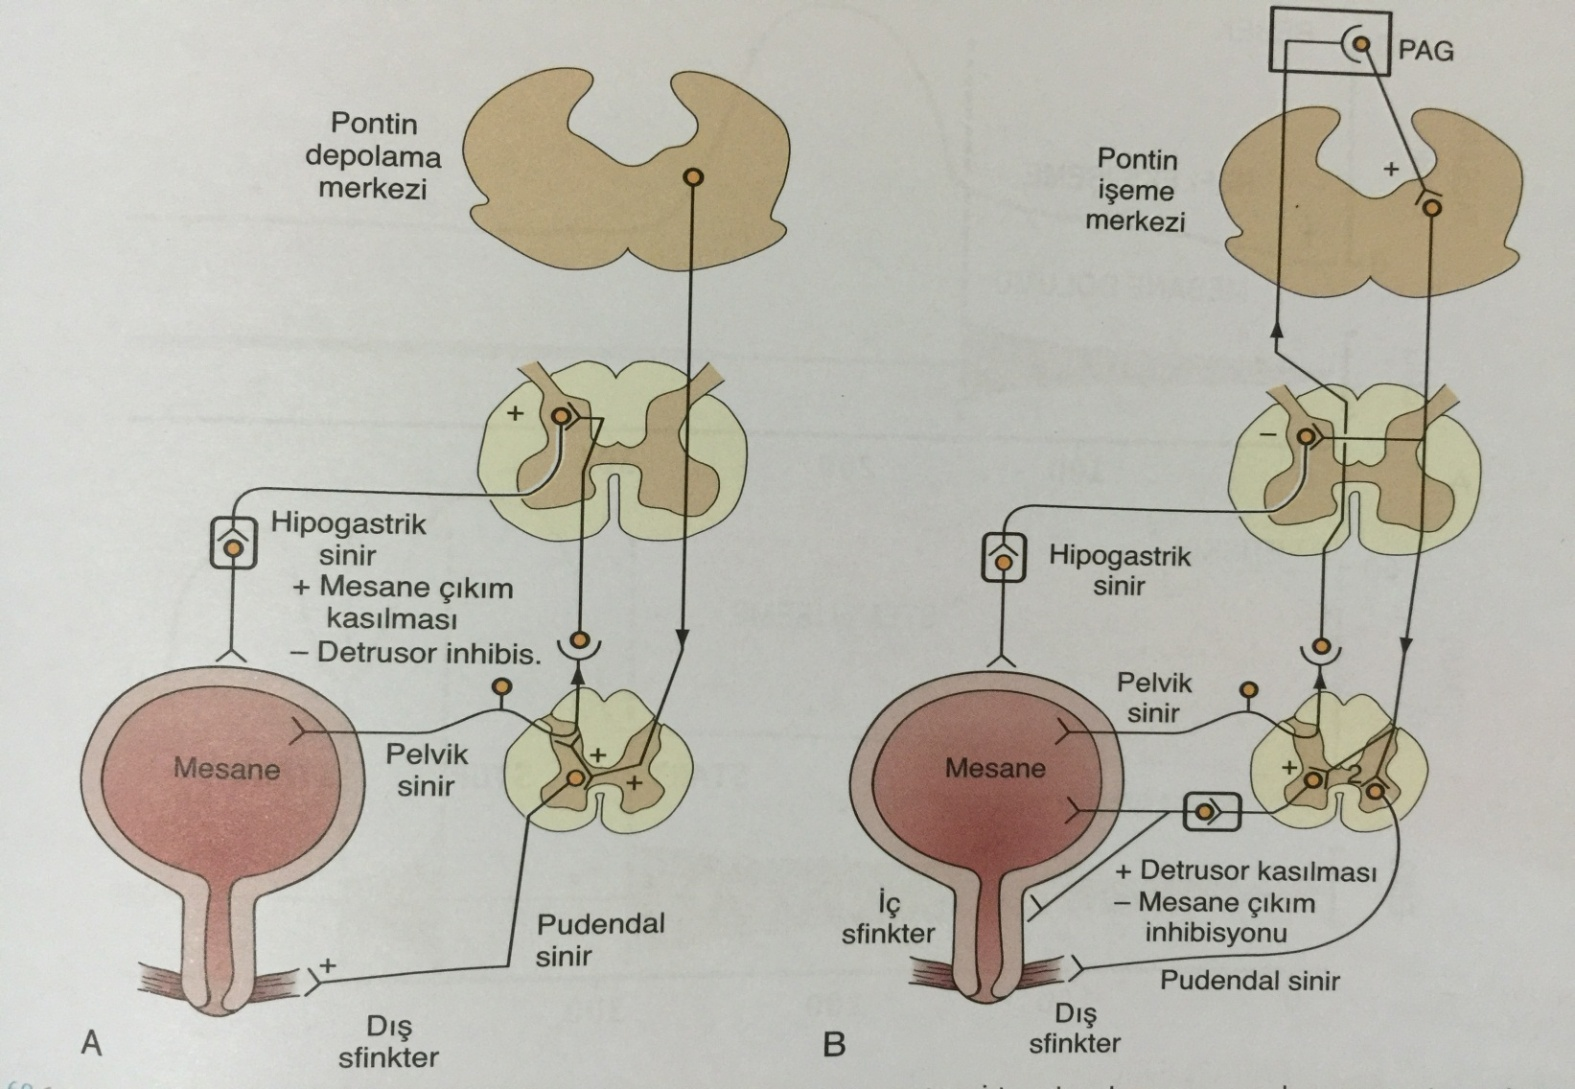 Pontin
depolama
merkezi
+
Hipogastrik
sinir
+ Mesane çıkım
kasılması
– Detrusor inhibis.
Mesane
Pelvik
sinir
+
+
Pudendal
sinir
+
Dış
sfinkter
A
PAG
Pontin
işeme
merkezi
+
–
Hipogastrik
sinir
Pelvik
sinir
Mesane
+
2
+ Detrusor kasılması
– Mesane çıkım
inhibisyonu
İç
sfinkter
Pudendal sinir
Dış
sfinkter
B